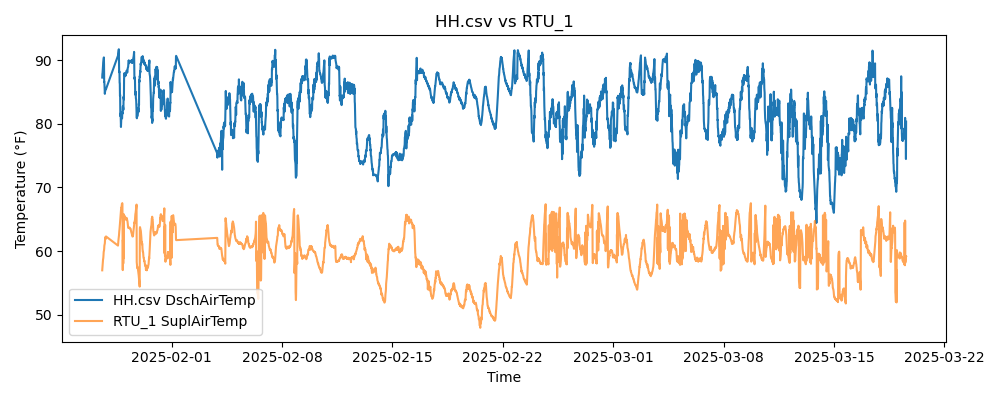 HH.csv vs RTU_1
Temperature (°F)
90
80
70
60
50
HH.csv DschAirTemp
RTU_1 SuplAirTemp
2025-02-01
2025-02-08
2025-02-15
2025-02-22
2025-03-01
2025-03-08
2025-03-15
2025-03-22
Time